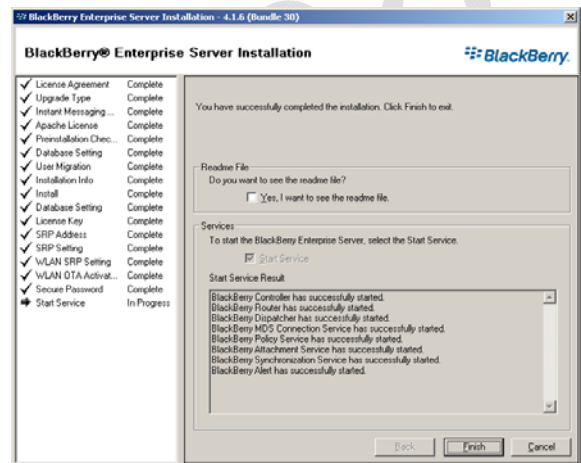 BlackBerry Enterprise Server Installation - 4.1.6 (Bundle 30)
BlackBerry® Enterprise Server Installation
BlackBerry.
License Agreement Complete
Upgrade Type Complete
Instant Messaging ... Complete
Apache License Complete
Preinstallation Chec... Complete
Database Setting Complete
User Migration Complete
Installation Info Complete
Install Complete
Database Setting Complete
License Key Complete
SRP Address Complete
SRP Setting Complete
WLAN SRP Setting Complete
WLAN OTA Activat... Complete
Secure Password Complete
Start Service In Progress
You have successfully completed the installation. Click Finish to exit.
Readme File
Do you want to see the readme file?
Yes, I want to see the readme file.
Services
To start the BlackBerry Enterprise Server, select the Start Service.
Start Service
Start Service Result
BlackBerry Controller has successfully started.
BlackBerry Router has successfully started.
BlackBerry Dispatcher has successfully started.
BlackBerry MDS Connection Service has successfully started.
BlackBerry Policy Service has successfully started.
BlackBerry Attachment Service has successfully started.
BlackBerry Synchronization Service has successfully started.
BlackBerry Alert has successfully started.
Back Finish Cancel